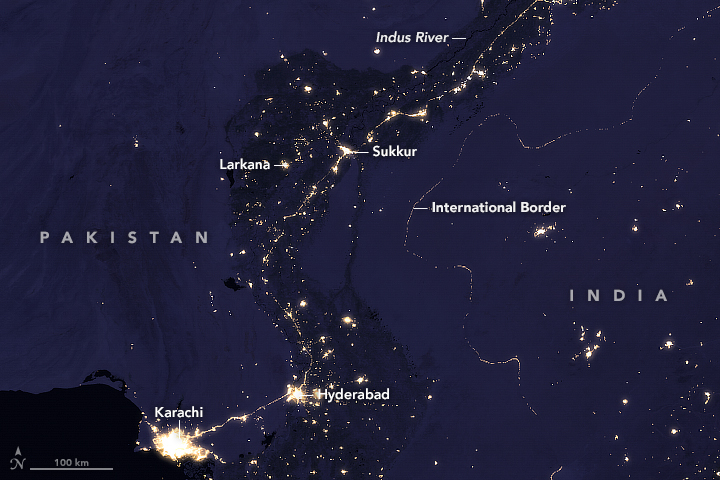 Indus River
Sukkur
Larkana
International Border
PAKISTAN
INDIA
Hyderabad
Karachi
N
100 km